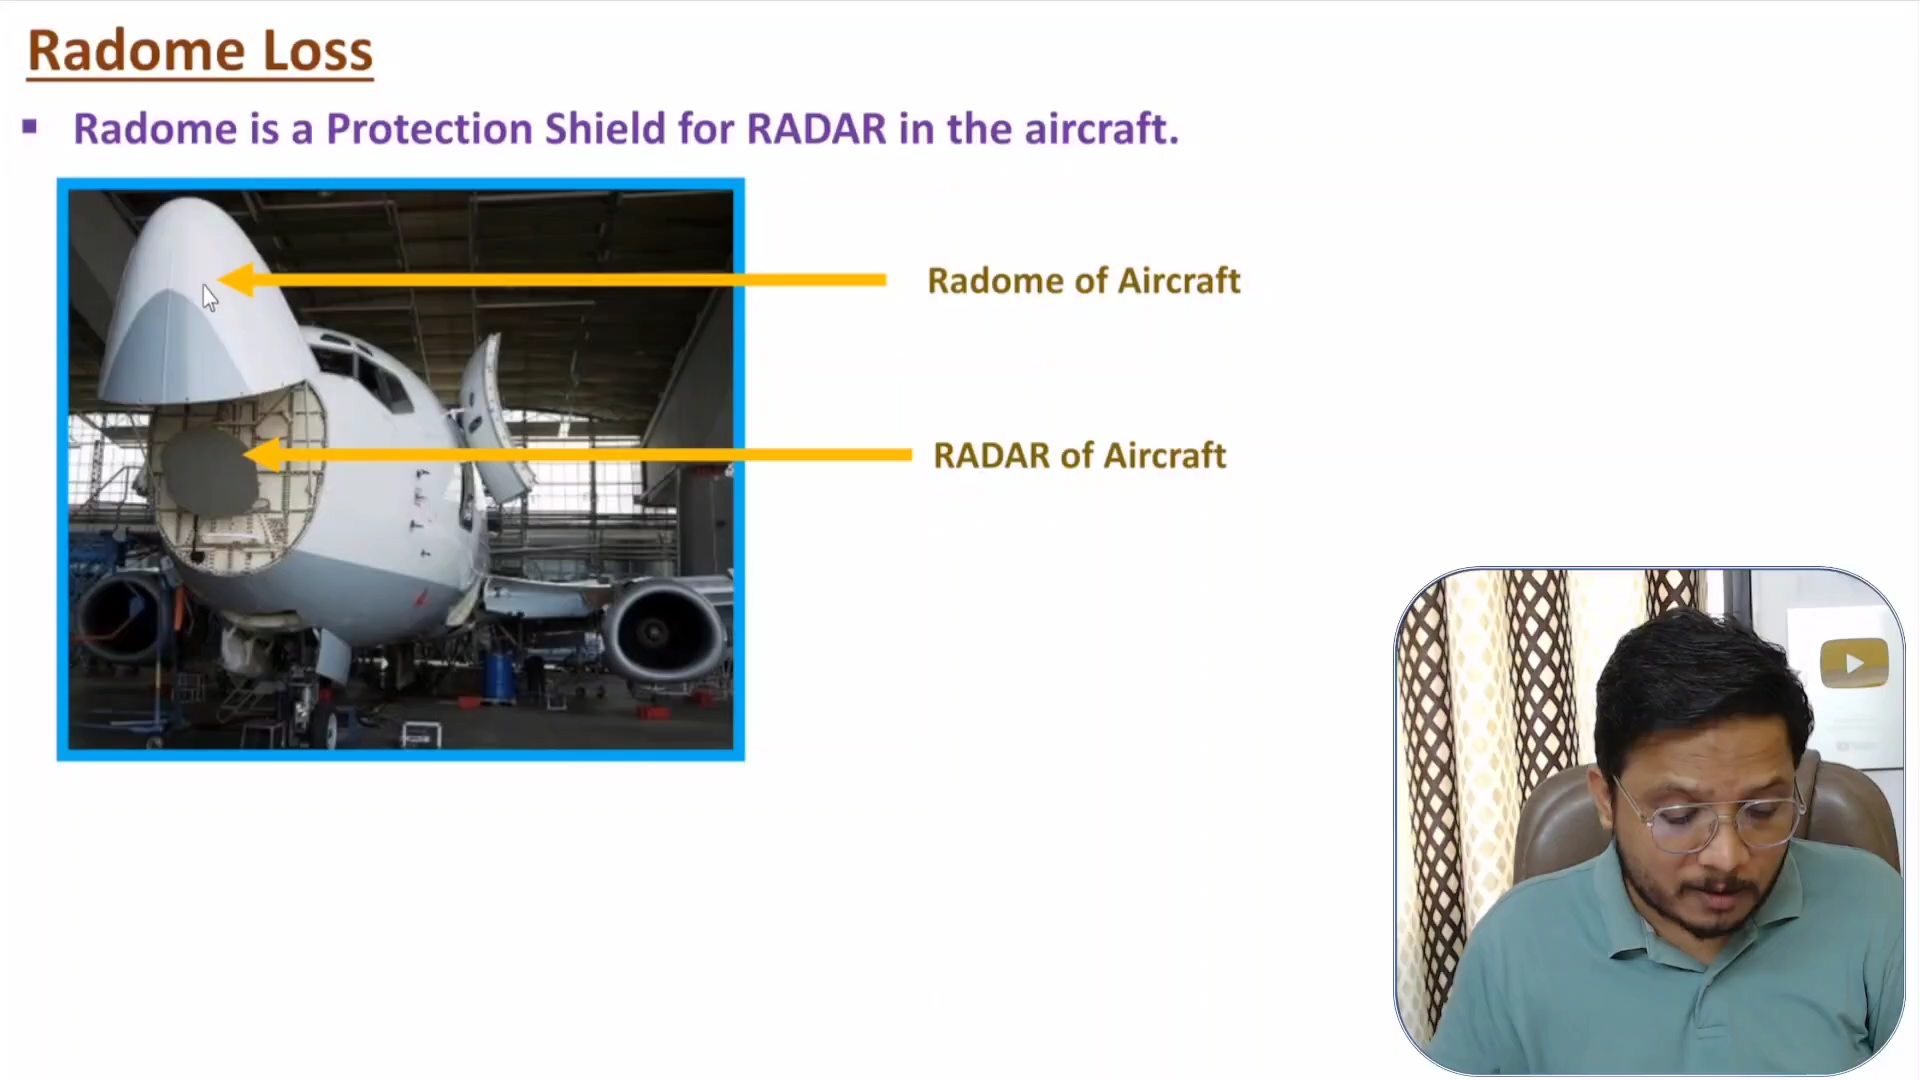 Radome Loss
▪ Radome is a Protection Shield for RADAR in the aircraft.
Radome of Aircraft
RADAR of Aircraft